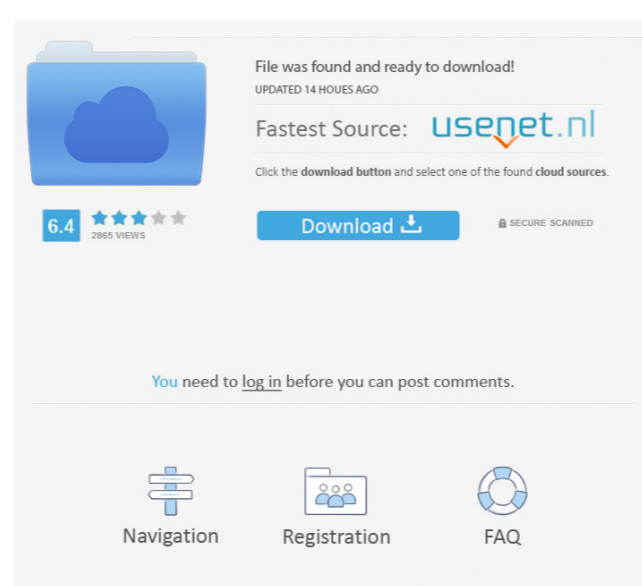 File was found and ready to download!
UPDATED 14 HOUES AGO
Fastest Source: usenet.nl
Click the download button and select one of the found cloud sources.
6.4
2865 VIEWS
Download
SECURE SCANNED
You need to log in before you can post comments.
Navigation
Registration
FAQ